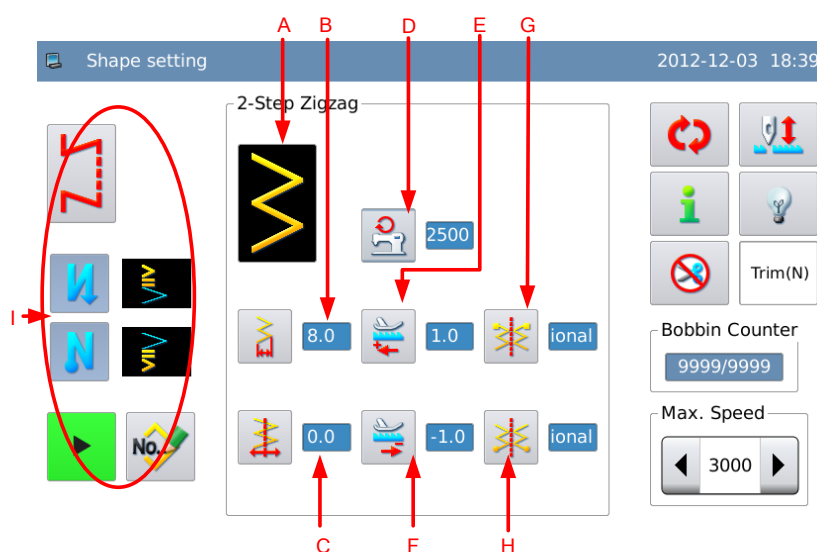 A B D E G
Shape setting 2012-12-03 18:39
2-Step Zigzag
2500
Trim(N)
I
8.0 1.0 ional
Bobbin Counter
9999/9999
Max. Speed
No.
0.0 -1.0 ional
3000
C F H